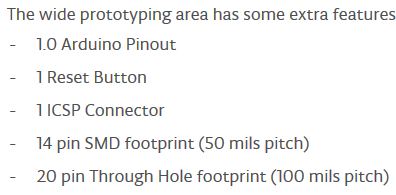 The wide prototyping area has some extra features
- 1.0 Arduino Pinout
- 1 Reset Button
- 1 ICSP Connector
- 14 pin SMD footprint (50 mils pitch)
- 20 pin Through Hole footprint (100 mils pitch)